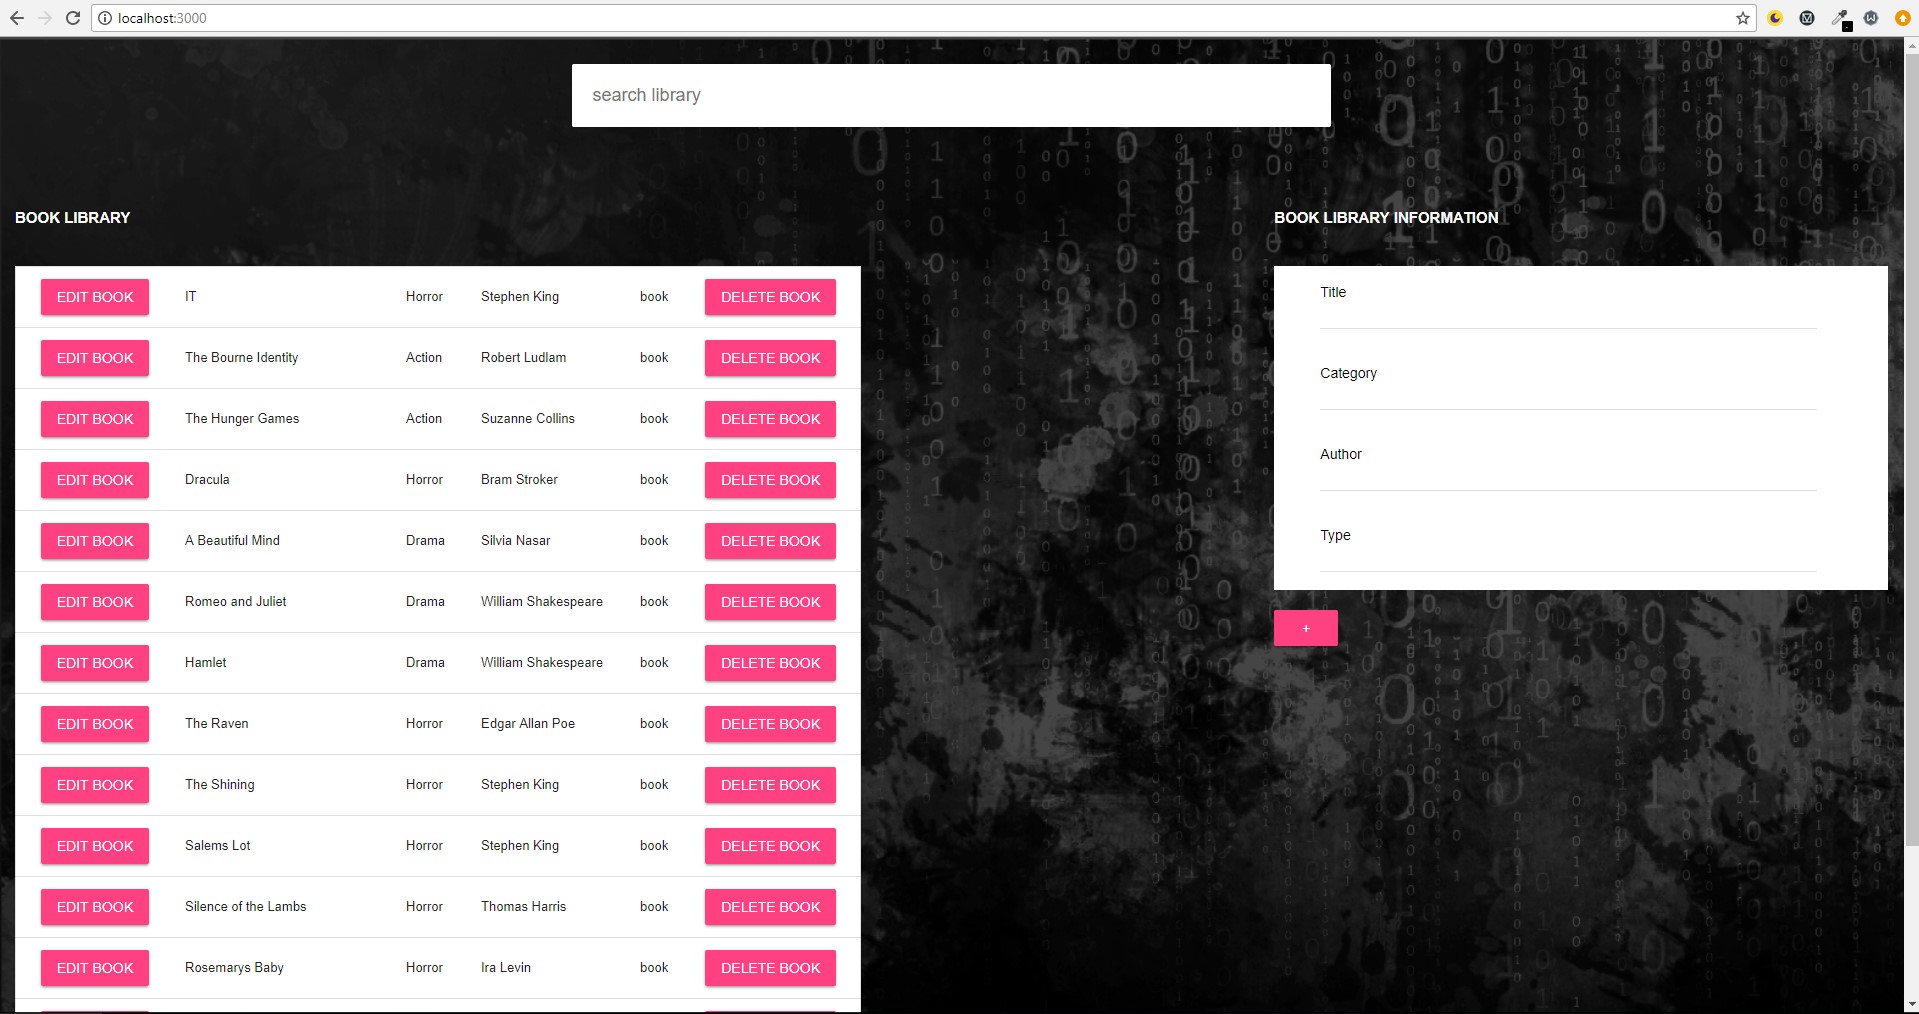 localhost:3000
search library
BOOK LIBRARY
BOOK LIBRARY INFORMATION
EDIT BOOK IT Horror Stephen King book DELETE BOOK
EDIT BOOK The Bourne Identity Action Robert Ludlam book DELETE BOOK
EDIT BOOK The Hunger Games Action Suzanne Collins book DELETE BOOK
EDIT BOOK Dracula Horror Bram Stroker book DELETE BOOK
EDIT BOOK A Beautiful Mind Drama Silvia Nasar book DELETE BOOK
EDIT BOOK Romeo and Juliet Drama William Shakespeare book DELETE BOOK
EDIT BOOK Hamlet Drama William Shakespeare book DELETE BOOK
EDIT BOOK The Raven Horror Edgar Allan Poe book DELETE BOOK
EDIT BOOK The Shining Horror Stephen King book DELETE BOOK
EDIT BOOK Salems Lot Horror Stephen King book DELETE BOOK
EDIT BOOK Silence of the Lambs Horror Thomas Harris book DELETE BOOK
EDIT BOOK Rosemarys Baby Horror Ira Levin book DELETE BOOK
Title
Category
Author
Type
+